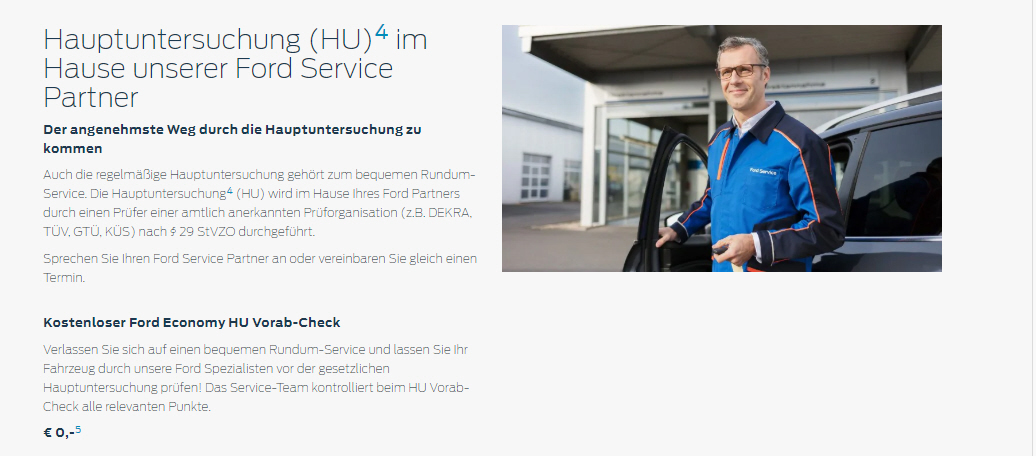 Hauptuntersuchung (HU)⁴ im
Hause unserer Ford Service
Partner
Der angenehmste Weg durch die Hauptuntersuchung zu
kommen
Auch die regelmäßige Hauptuntersuchung gehört zum bequemen Rundum-
Service. Die Hauptuntersuchung⁴ (HU) wird im Hause Ihres Ford Partners
durch einen Prüfer einer amtlich anerkannten Prüforganisation (z.B. DEKRA,
TÜV, GTÜ, KÜS) nach § 29 StVZO durchgeführt.
Sprechen Sie Ihren Ford Service Partner an oder vereinbaren Sie gleich einen
Termin.
Kostenloser Ford Economy HU Vorab-Check
Verlassen Sie sich auf einen bequemen Rundum-Service und lassen Sie Ihr
Fahrzeug durch unsere Ford Spezialisten vor der gesetzlichen
Hauptuntersuchung prüfen! Das Service-Team kontrolliert beim HU Vorab-
Check alle relevanten Punkte.
€ 0,-⁵
Ford Service